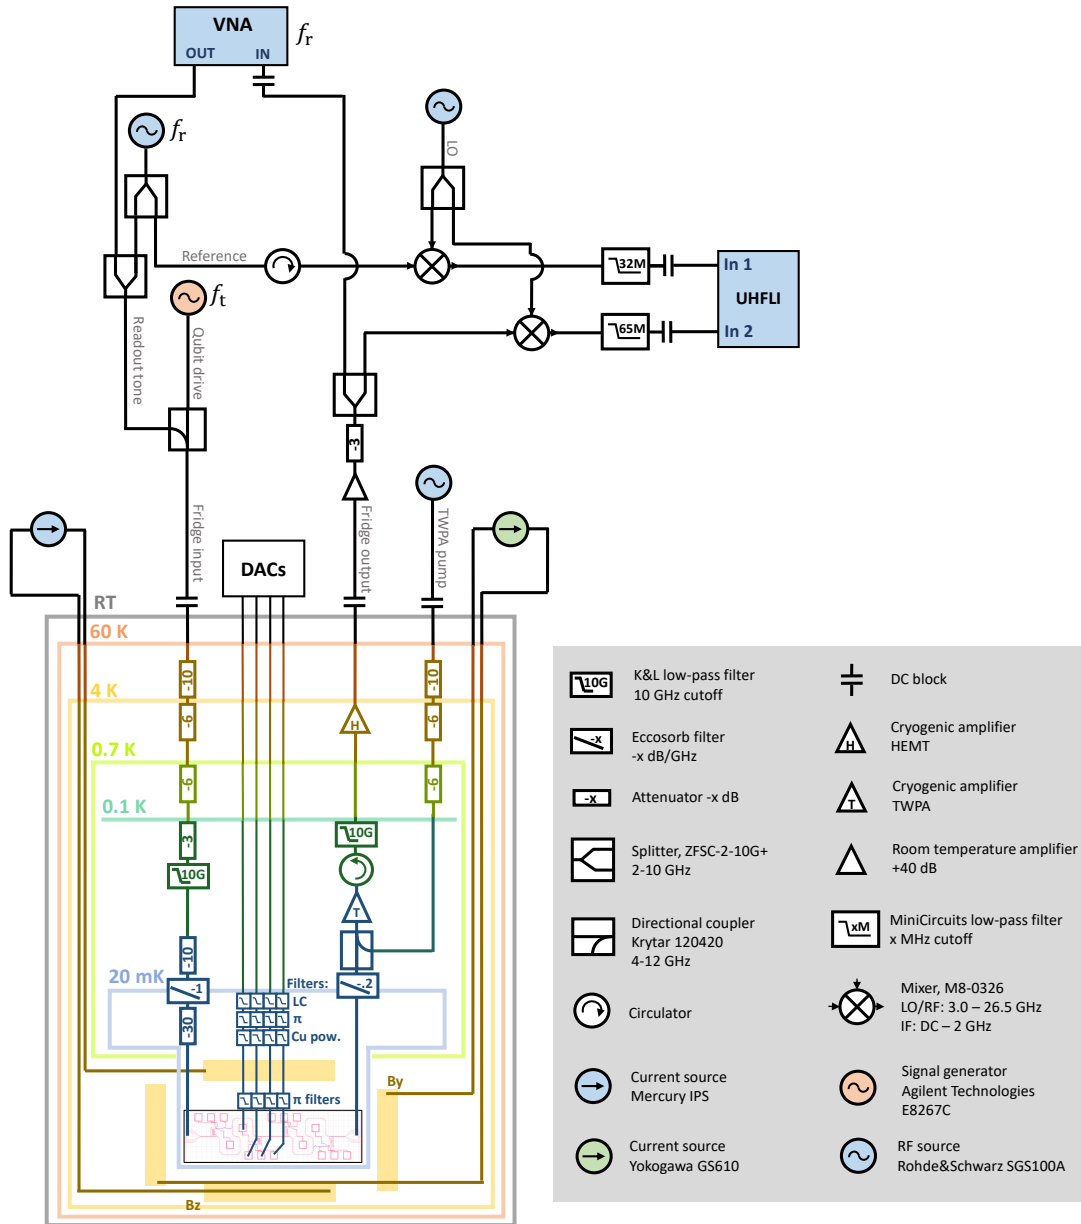 VNA
OUT
IN
fr
fr
LO
Reference
32M
In 1
UHFLI
In 2
65M
ft
Readout tone
Qubit drive
-3
Fridge input
Fridge output
TWPA pump
DACs
RT
60 K
-10
-10
4 K
-6
H
-6
0.7 K
-6
-6
0.1 K
-3
10G
10G
T
-10
20 mK
-1
Filters:
-.2
LC
π
-30
Cu pow.
By
π filters
Bz
10G
K&L low-pass filter
10 GHz cutoff
DC block
-x
Eccosorb filter
-x dB/GHz
H
Cryogenic amplifier
HEMT
-x
Attenuator -x dB
T
Cryogenic amplifier
TWPA
Splitter, ZFSC-2-10G+
2-10 GHz
Room temperature amplifier
+40 dB
Directional coupler
Krytar 120420
4-12 GHz
xM
MiniCircuits low-pass filter
x MHz cutoff
Circulator
Mixer, M8-0326
LO/RF: 3.0 – 26.5 GHz
IF: DC – 2 GHz
Current source
Mercury IPS
Signal generator
Agilent Technologies
E8267C
Current source
Yokogawa GS610
RF source
Rohde&Schwarz SGS100A